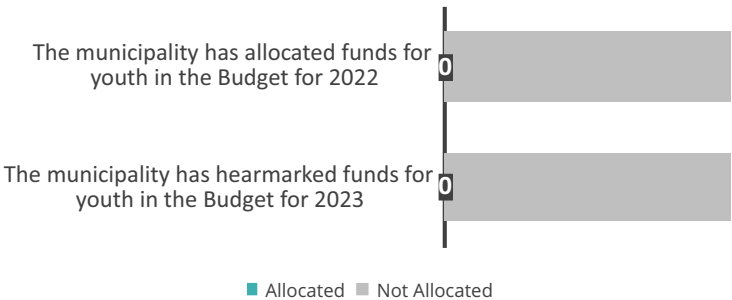 The municipality has allocated funds for
youth in the Budget for 2022
0
The municipality has hearmarked funds for
youth in the Budget for 2023
0
Allocated Not Allocated